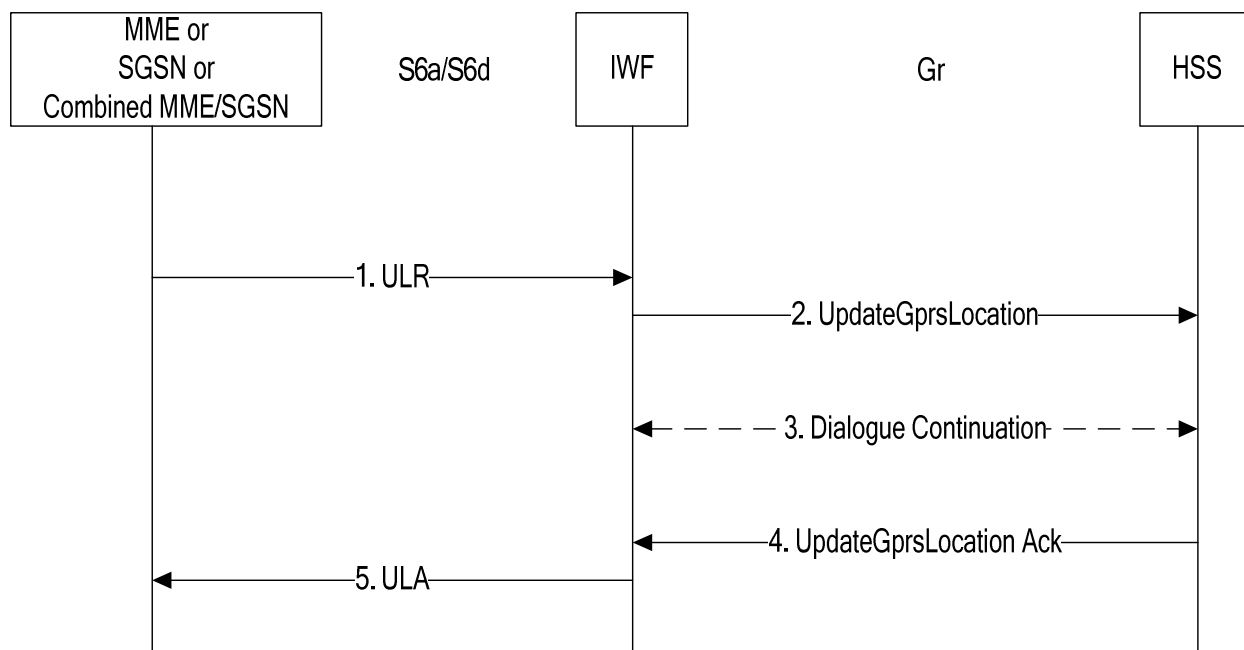 MME or
SGSN or
Combined MME/SGSN
S6a/S6d
IWF
Gr
HSS
1. ULR
2. UpdateGprsLocation
3. Dialogue Continuation
4. UpdateGprsLocation Ack
5. ULA